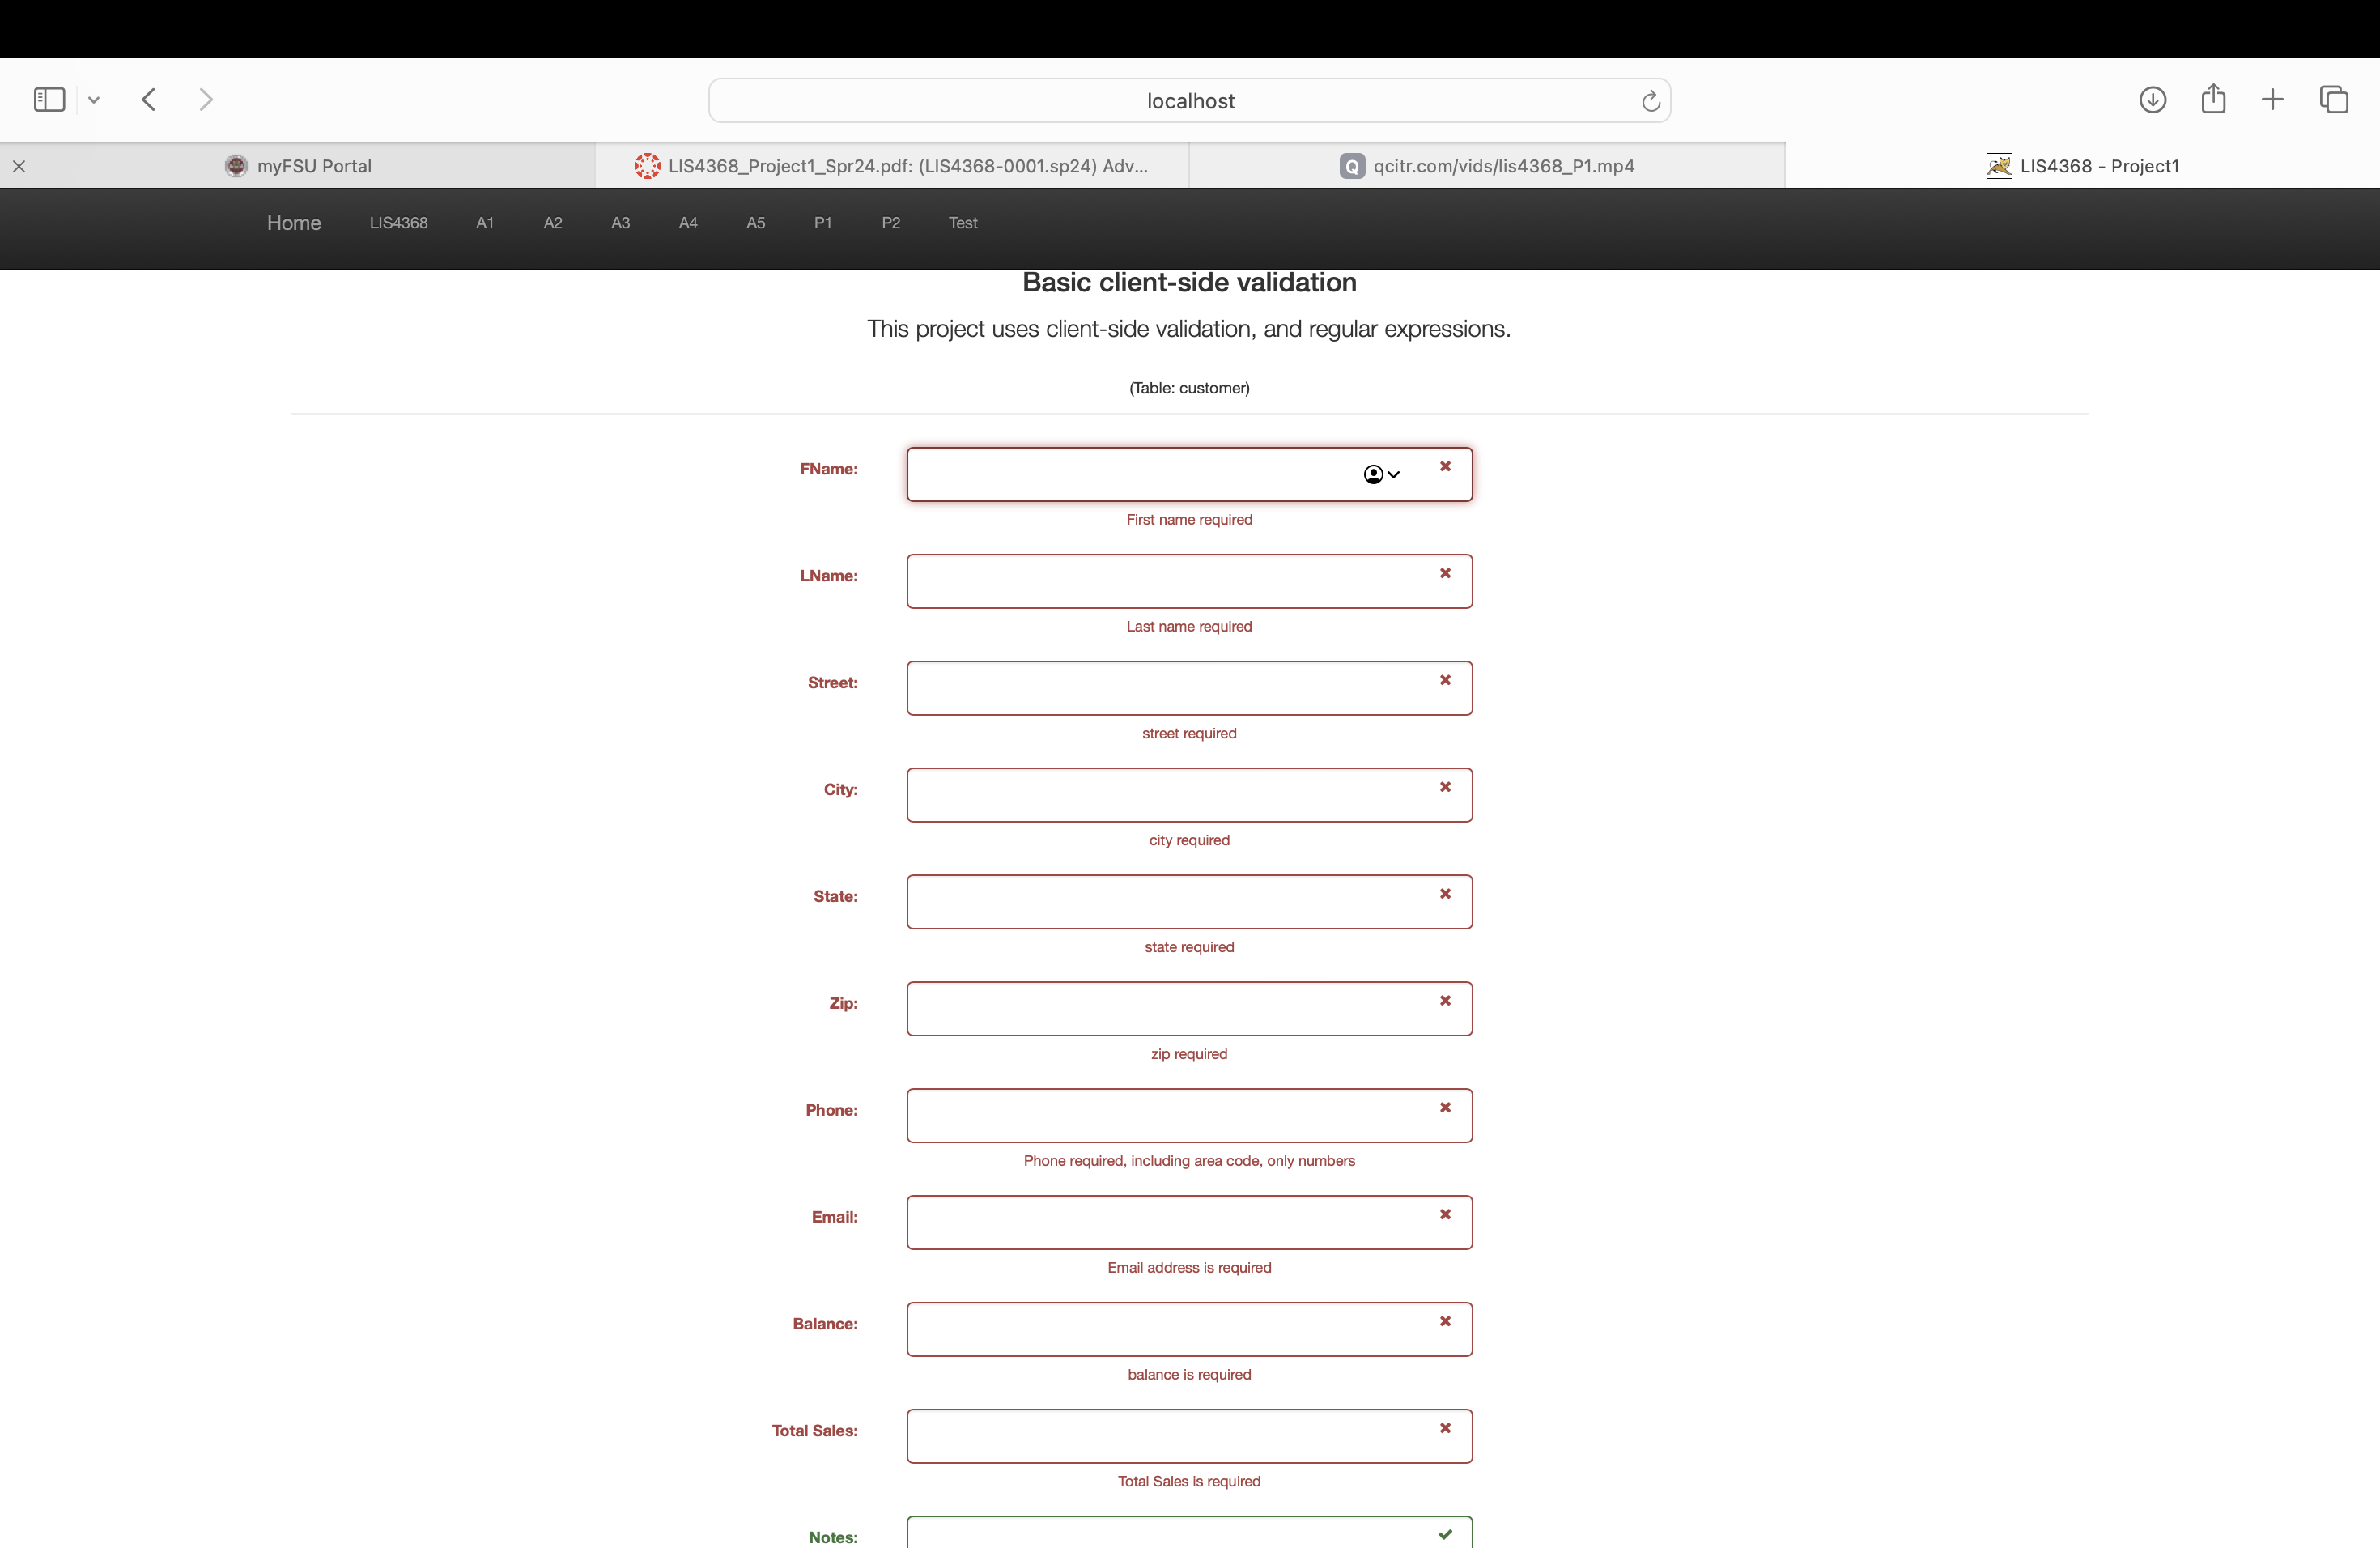 localhost
myFSU Portal
LIS4368_Project1_Spr24.pdf: (LIS4368-0001.sp24) Adv...
Q qcitr.com/vids/lis4368_P1.mp4
LIS4368 - Project1
Home LIS4368 A1 A2 A3 A4 A5 P1 P2 Test
Basic client-side validation
This project uses client-side validation, and regular expressions.
(Table: customer)
FName:
First name required
LName:
Last name required
Street:
street required
City:
city required
State:
state required
Zip:
zip required
Phone:
Phone required, including area code, only numbers
Email:
Email address is required
Balance:
balance is required
Total Sales:
Total Sales is required
Notes: